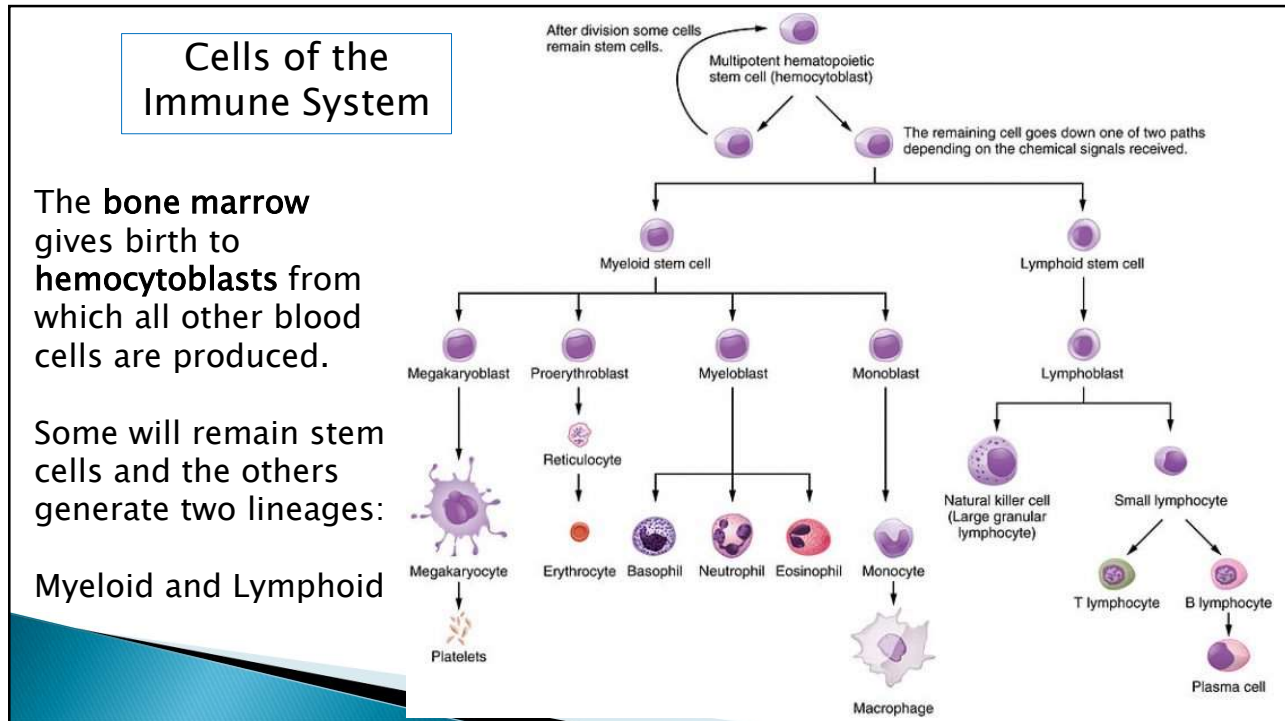 Cells of the
Immune System
The bone marrow
gives birth to
hemocytoblasts from
which all other blood
cells are produced.
Some will remain stem
cells and the others
generate two lineages:
Myeloid and Lymphoid
After division some cells
remain stem cells.
Multipotent hematopoietic
stem cell (hemocytoblast)
The remaining cell goes down one of two paths
depending on the chemical signals received.
Myeloid stem cell
Lymphoid stem cell
Megakaryoblast
Proerythroblast
Myeloblast
Monoblast
Lymphoblast
Reticulocyte
Natural killer cell
(Large granular
lymphocyte)
Small lymphocyte
Megakaryocyte
Erythrocyte
Basophil
Neutrophil
Eosinophil
Monocyte
T lymphocyte
B lymphocyte
Platelets
Macrophage
Plasma cell